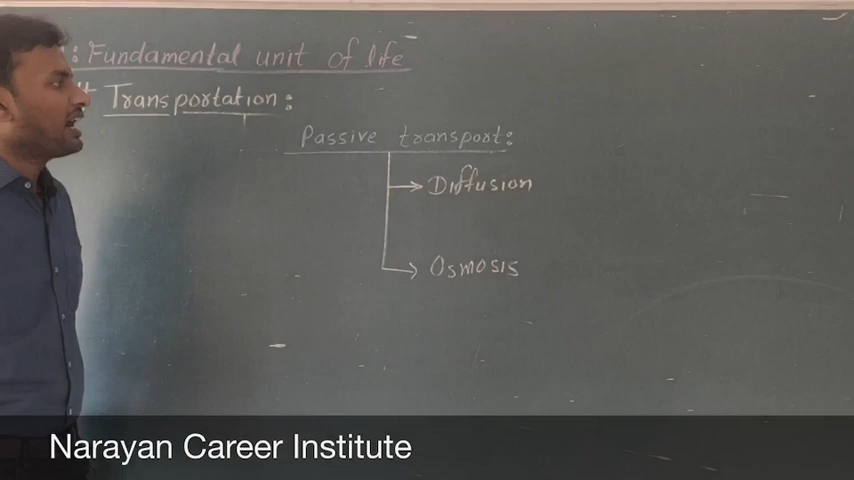 : Fundamental unit of life
# Transportation :
Passive transport :
Diffusion
Osmosis
Narayan Career Institute